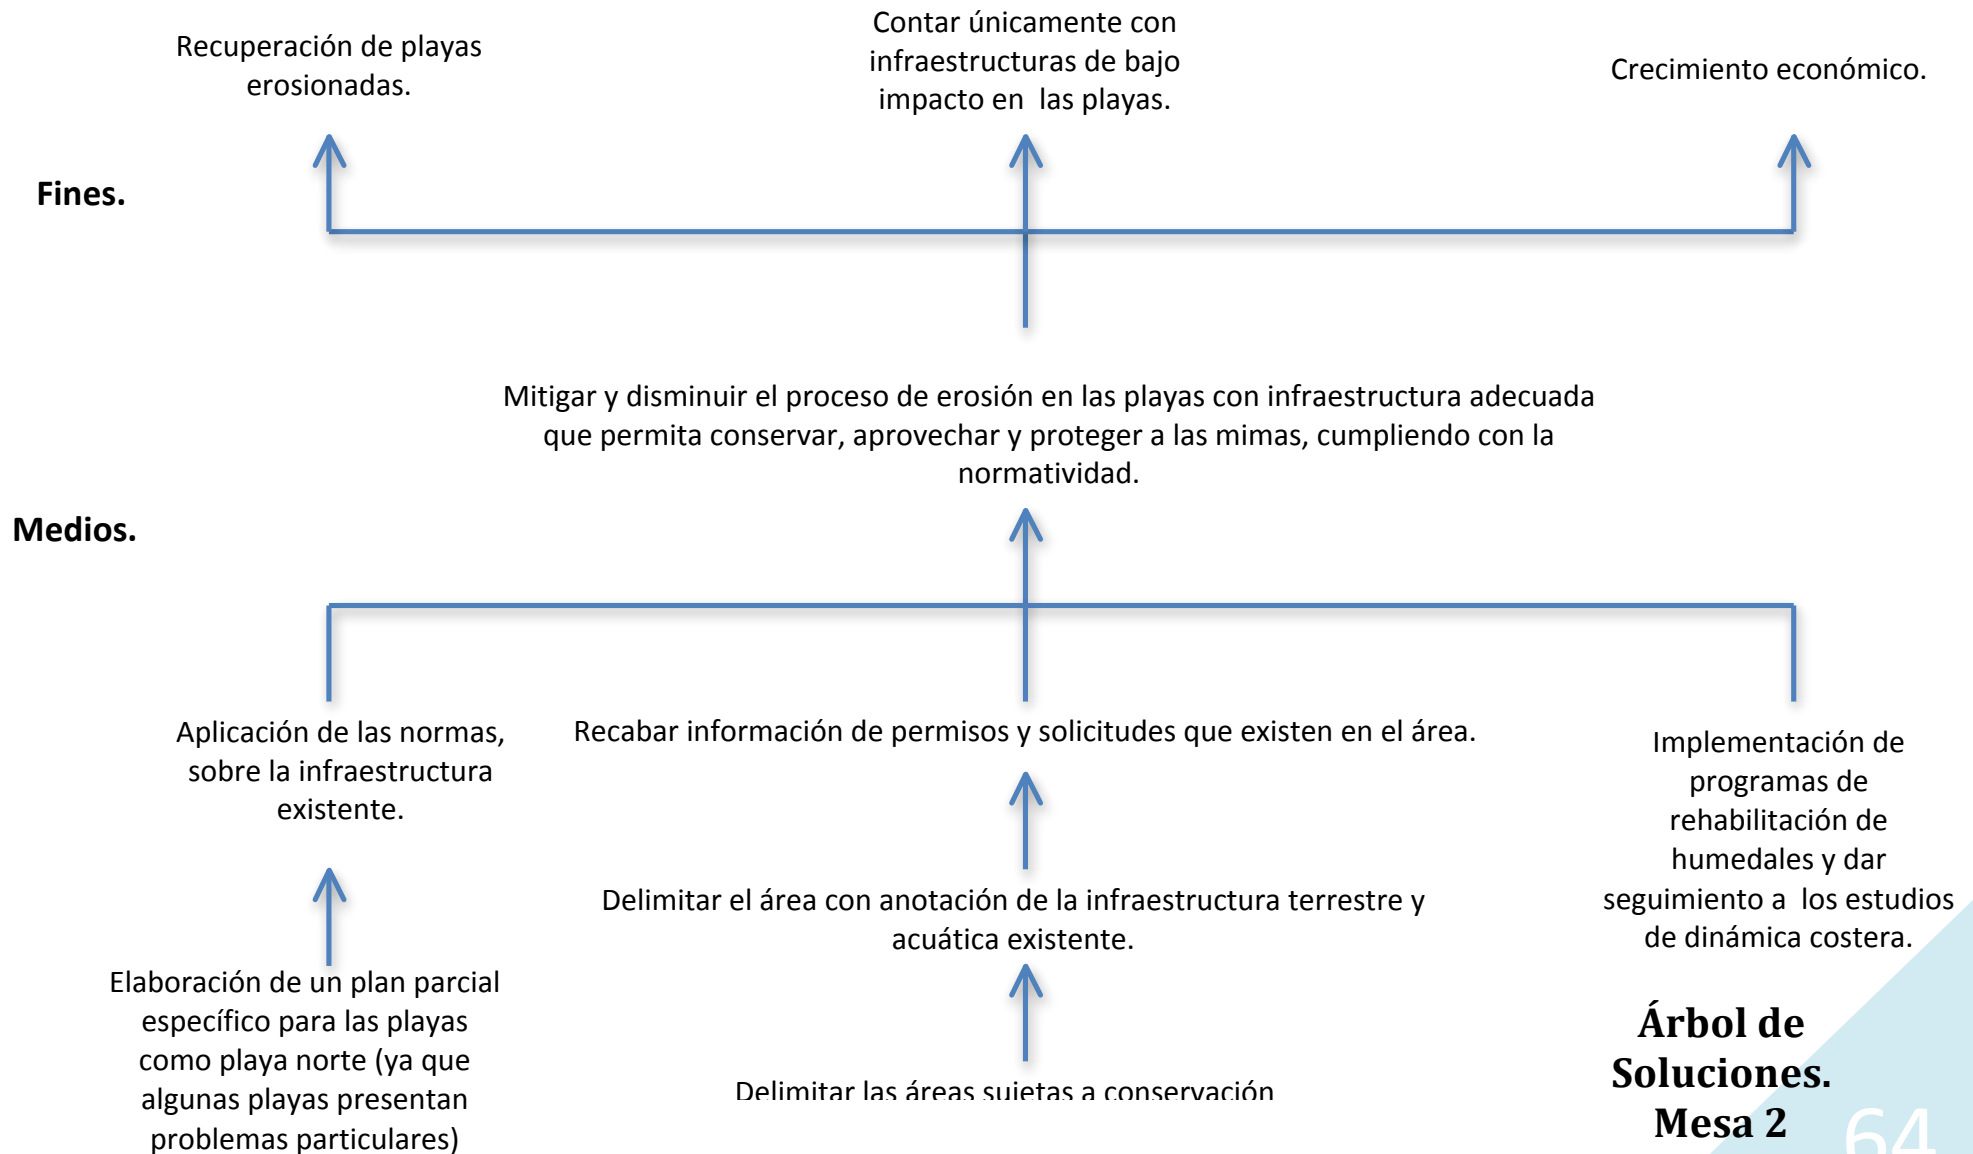 Recuperación de playas
erosionadas.
Contar únicamente con
infraestructuras de bajo
impacto en las playas.
Crecimiento económico.
Fines.
Mitigar y disminuir el proceso de erosión en las playas con infraestructura adecuada
que permita conservar, aprovechar y proteger a las mimas, cumpliendo con la
normatividad.
Medios.
Aplicación de las normas,
sobre la infraestructura
existente.
Recabar información de permisos y solicitudes que existen en el área.
Implementación de
programas de
rehabilitación de
humedales y dar
seguimiento a los estudios
de dinámica costera.
Delimitar el área con anotación de la infraestructura terrestre y
acuática existente.
Elaboración de un plan parcial
específico para las playas
como playa norte (ya que
algunas playas presentan
problemas particulares)
Delimitar las áreas sujetas a conservación
Árbol de
Soluciones.
Mesa 2
64